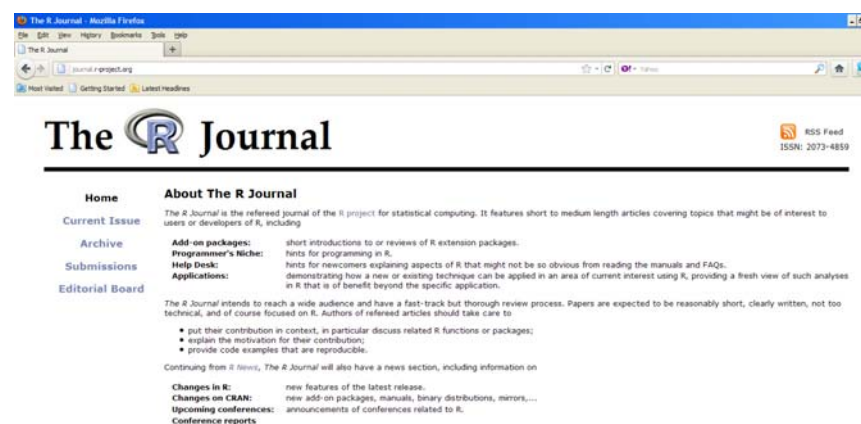 The R Journal - Mozilla Firefox
File Edit View History Bookmarks Tools Help
The R Journal +
journal.r-project.org Yahoo
Most Visited Getting Started Latest Headlines
The R Journal
RSS Feed
ISSN: 2073-4859
Home
Current Issue
Archive
Submissions
Editorial Board
About The R Journal
The R Journal is the refereed journal of the R project for statistical computing. It features short to medium length articles covering topics that might be of interest to
users or developers of R, including
Add-on packages: short introductions to or reviews of R extension packages.
Programmer's Niche: hints for programming in R.
Help Desk: hints for newcomers explaining aspects of R that might not be so obvious from reading the manuals and FAQs.
Applications: demonstrating how a new or existing technique can be applied in an area of current interest using R, providing a fresh view of such analyses
in R that is of benefit beyond the specific application.
The R Journal intends to reach a wide audience and have a fast-track but thorough review process. Papers are expected to be reasonably short, clearly written, not too
technical, and of course focused on R. Authors of refereed articles should take care to
• put their contribution in context, in particular discuss related R functions or packages;
• explain the motivation for their contribution;
• provide code examples that are reproducible.
Continuing from R News, The R Journal will also have a news section, including information on
Changes in R: new features of the latest release.
Changes on CRAN: new add-on packages, manuals, binary distributions, mirrors,...
Upcoming conferences: announcements of conferences related to R.
Conference reports